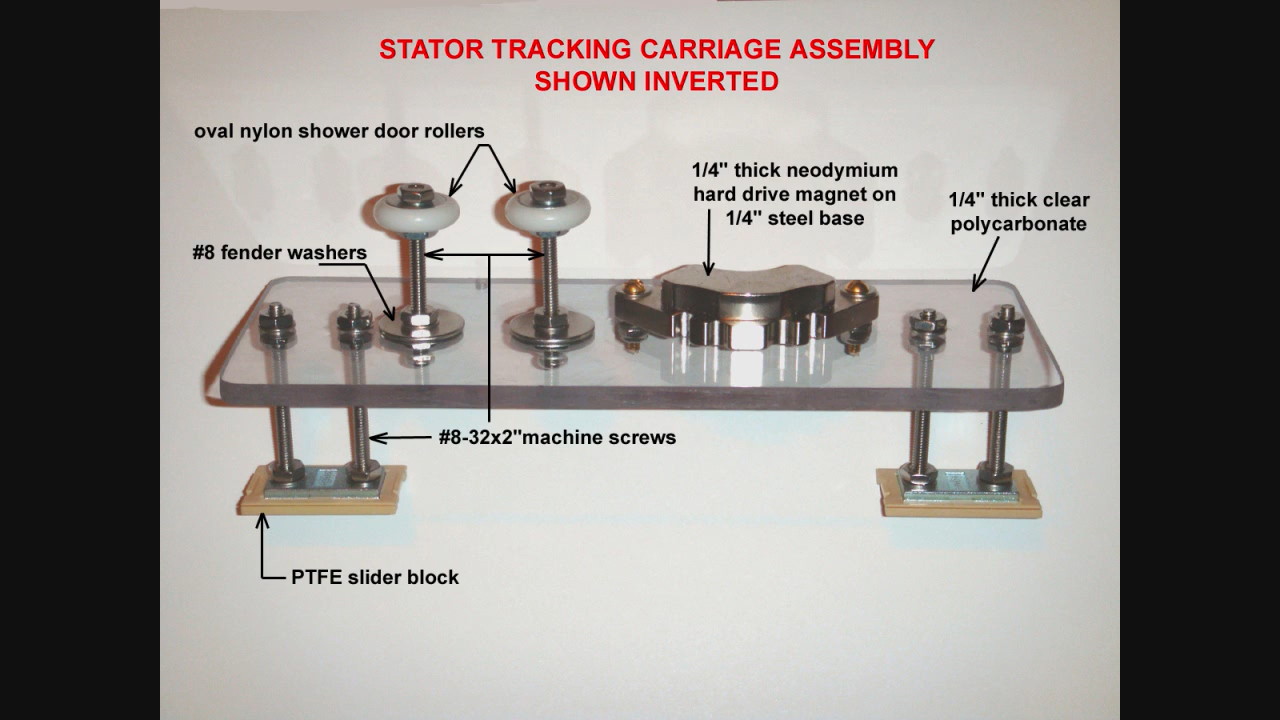 STATOR TRACKING CARRIAGE ASSEMBLY
SHOWN INVERTED
oval nylon shower door rollers
1/4" thick neodymium
hard drive magnet on
1/4" steel base
1/4" thick clear
polycarbonate
#8 fender washers
#8-32x2"machine screws
PTFE slider block